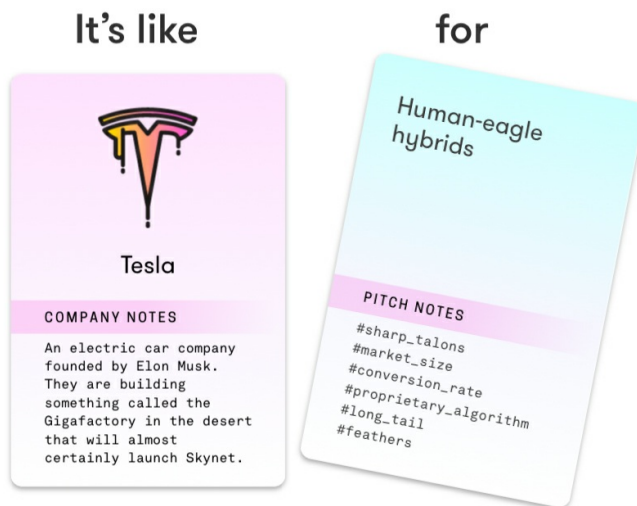 It’s like
for
Tesla
COMPANY NOTES
An electric car company
founded by Elon Musk.
They are building
something called the
Gigafactory in the desert
that will almost
certainly launch Skynet.
Human-eagle
hybrids
PITCH NOTES
#sharp_talons
#market_size
#conversion_rate
#proprietary_algorithm
#long_tail
#feathers